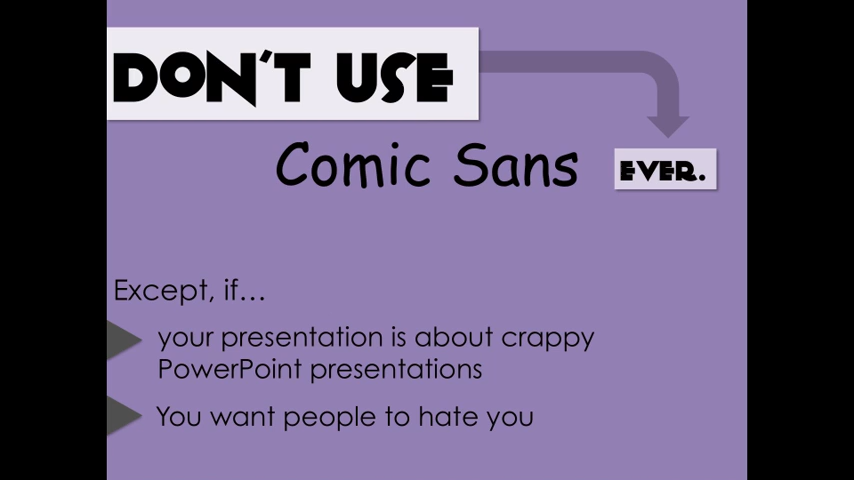 DON'T USE
Comic Sans EVER.
Except, if…
your presentation is about crappy
PowerPoint presentations
You want people to hate you